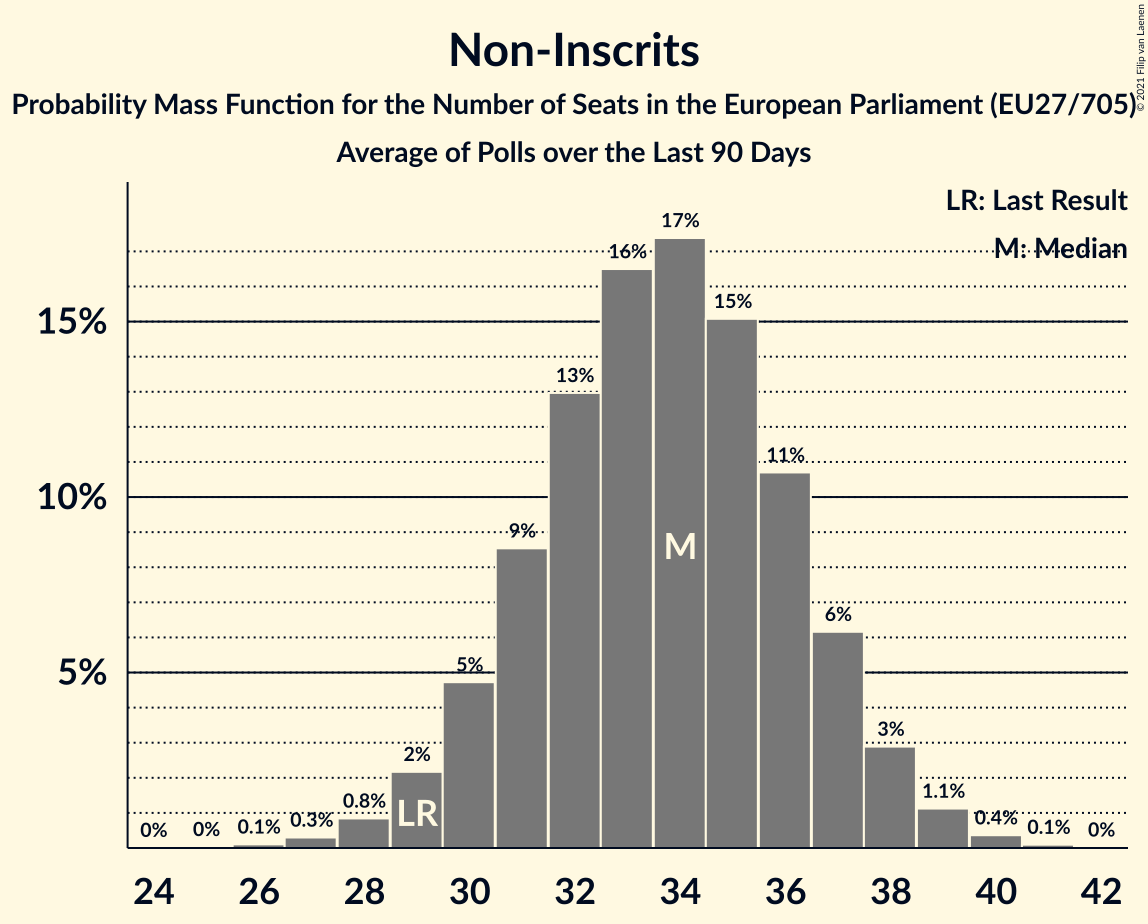 Non-Inscrits
Probability Mass Function for the Number of Seats in the European Parliament (EU27/705)
Average of Polls over the Last 90 Days
© 2021 Filip van Laenen
LR: Last Result
M: Median
15%
10%
5%
0%
0%
0.1%
0.3%
0.8%
2%
5%
9%
13%
16%
17%
15%
11%
6%
3%
1.1%
0.4%
0.1%
0%
LR
M
24 26 28 30 32 34 36 38 40 42